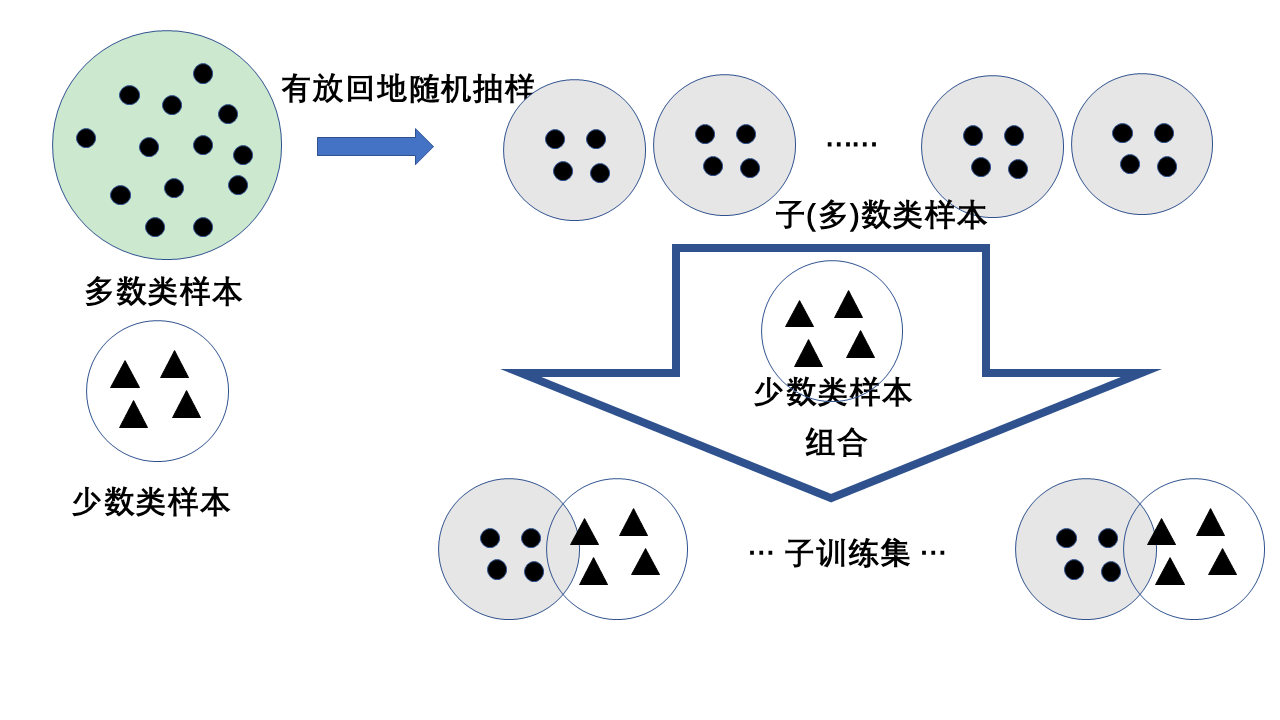 有放回地随机抽样
……
子(多)数类样本
多数类样本
少数类样本
组合
少数类样本
… 子训练集 …